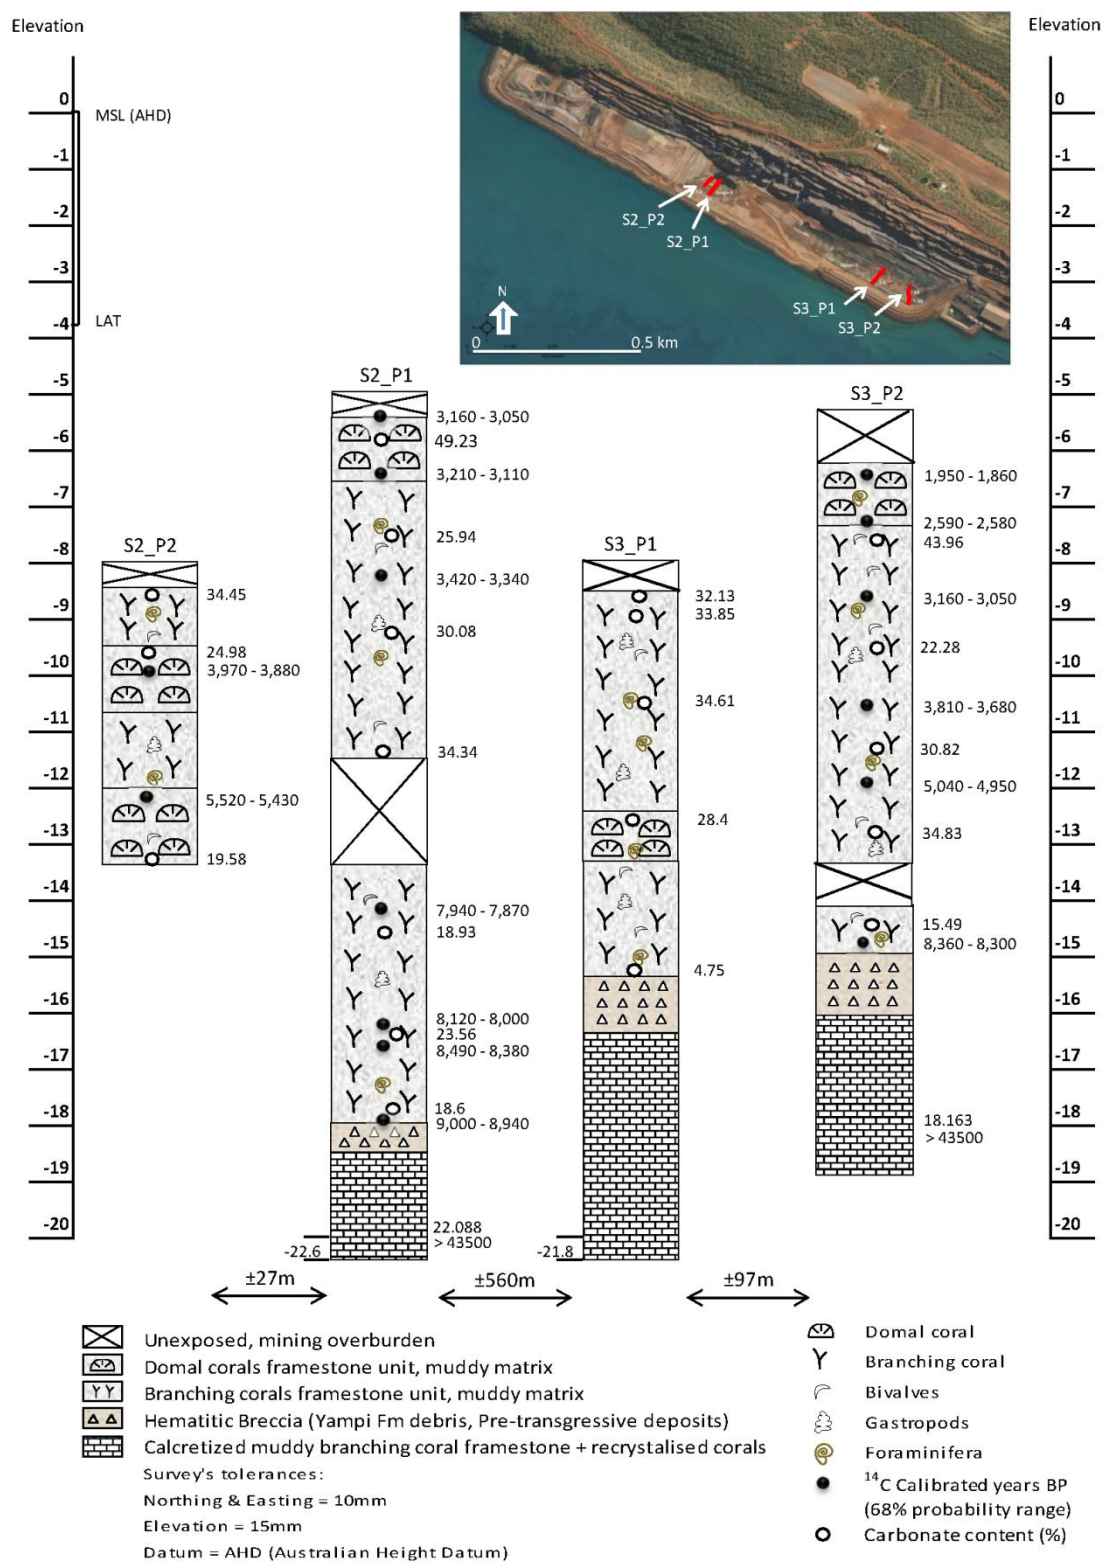 Elevation
Elevation
0
-1
-2
-3
-4
-5
-6
-7
-8
-9
-10
-11
-12
-13
-14
-15
-16
-17
-18
-19
-20
MSL (AHD)
LAT
S2_P2
S2_P1
S3_P1
S3_P2
N
0
0.5 km
0
-1
-2
-3
-4
-5
-6
-7
-8
-9
-10
-11
-12
-13
-14
-15
-16
-17
-18
-19
-20
S2_P2
34.45
24.98
3,970 - 3,880
5,520 - 5,430
19.58
S2_P1
3,160 - 3,050
49.23
3,210 - 3,110
25.94
3,420 - 3,340
30.08
34.34
7,940 - 7,870
18.93
8,120 - 8,000
23.56
8,490 - 8,380
18.6
9,000 - 8,940
22.088
> 43500
-22.6
S3_P1
32.13
33.85
34.61
28.4
4.75
-21.8
S3_P2
1,950 - 1,860
2,590 - 2,580
43.96
3,160 - 3,050
22.28
3,810 - 3,680
30.82
5,040 - 4,950
34.83
15.49
8,360 - 8,300
18.163
> 43500
±27m
±560m
±97m
Unexposed, mining overburden
Domal corals framestone unit, muddy matrix
Branching corals framestone unit, muddy matrix
Hematitic Breccia (Yampi Fm debris, Pre-transgressive deposits)
Calcretized muddy branching coral framestone + recrystalised corals
Survey's tolerances:
Northing & Easting = 10mm
Elevation = 15mm
Datum = AHD (Australian Height Datum)
Domal coral
Branching coral
Bivalves
Gastropods
Foraminifera
¹⁴C Calibrated years BP
(68% probability range)
Carbonate content (%)